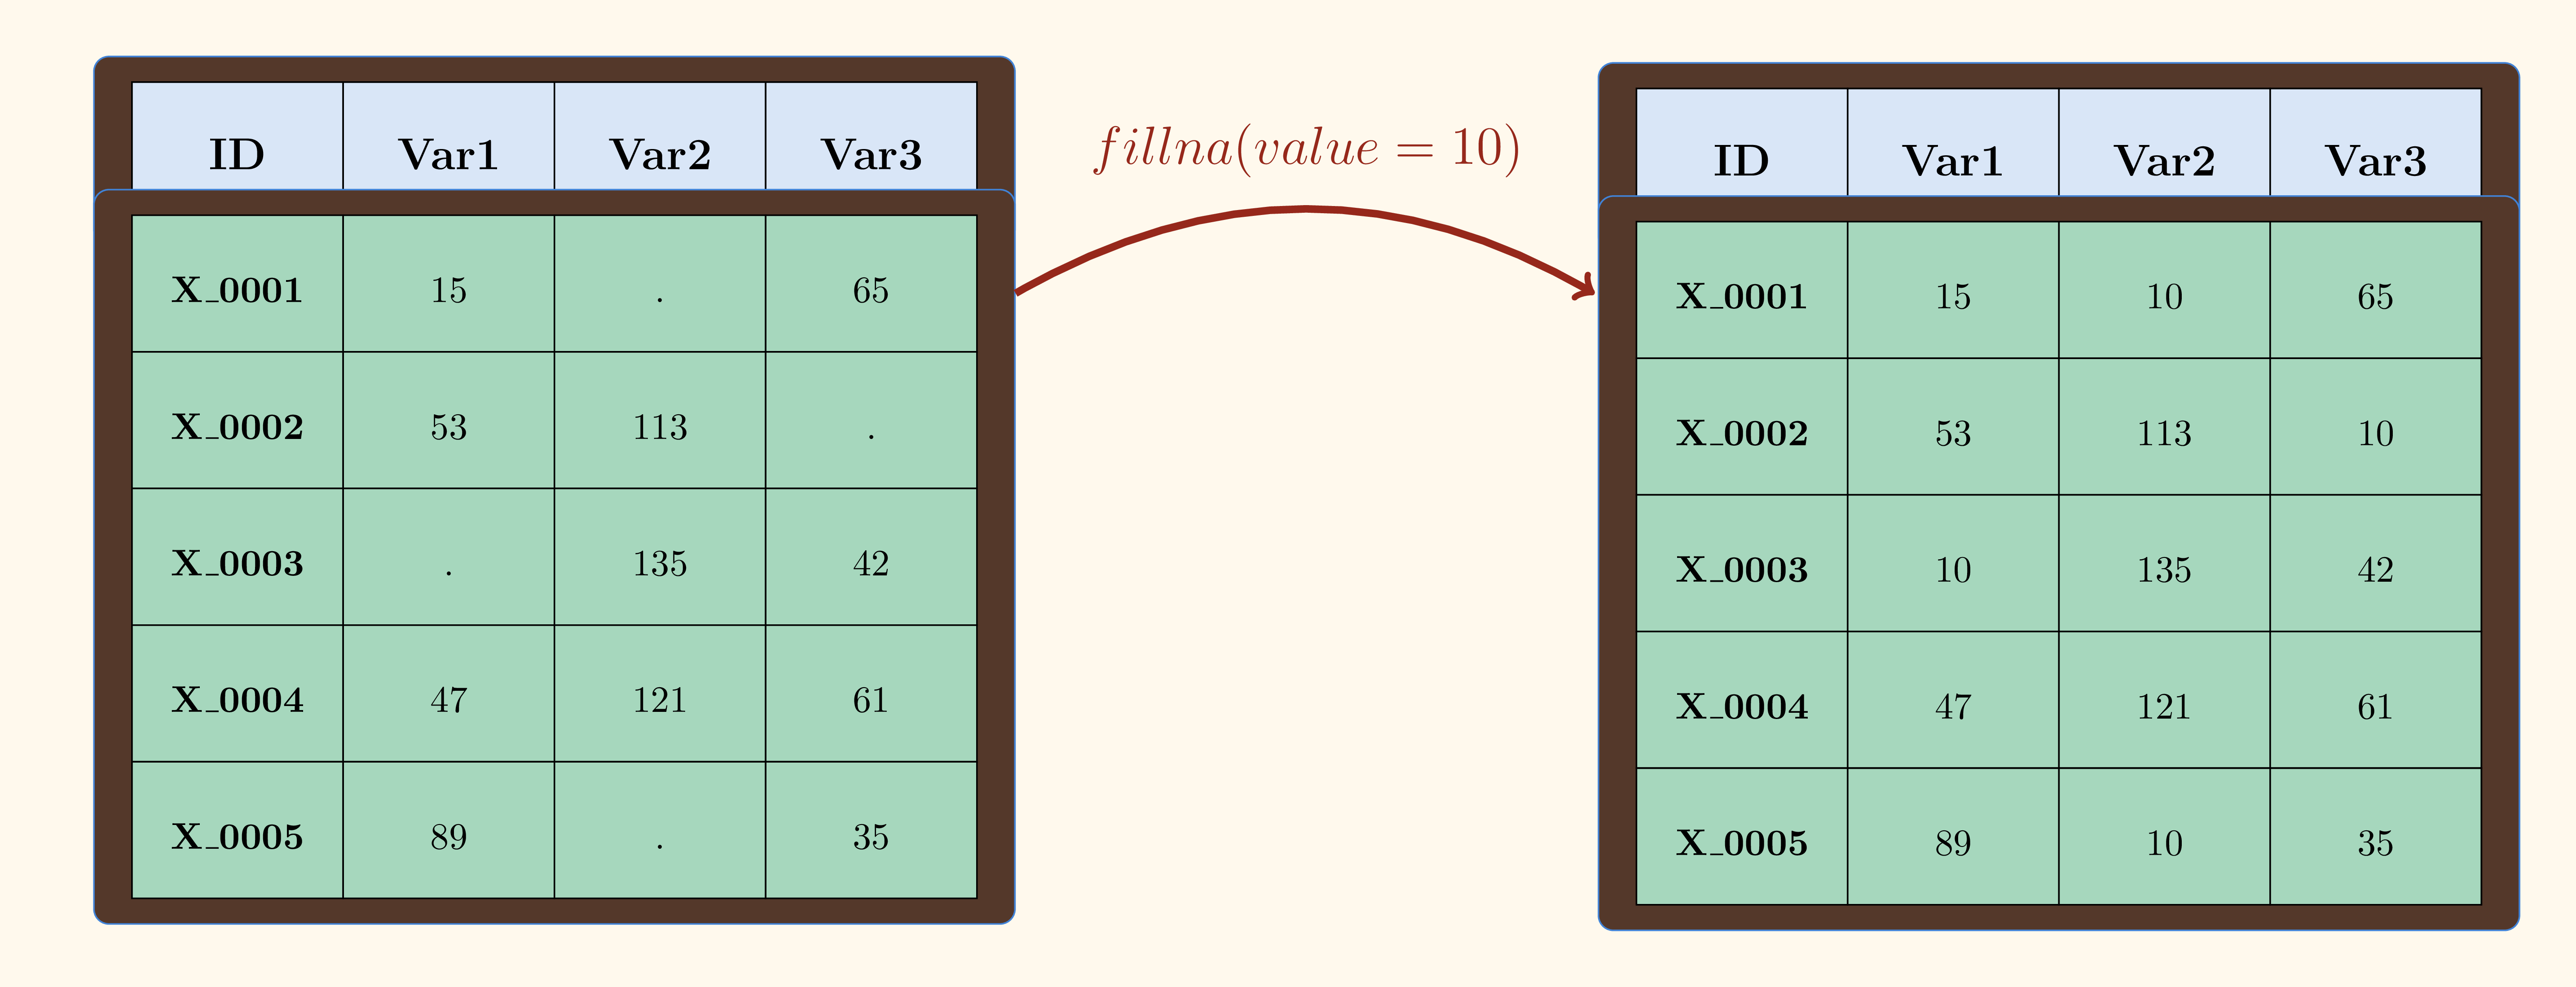 ID Var1 Var2 Var3
X_0001 15 . 65
X_0002 53 113 .
X_0003 . 135 42
X_0004 47 121 61
X_0005 89 . 35
fillna(value = 10)
ID Var1 Var2 Var3
X_0001 15 10 65
X_0002 53 113 10
X_0003 10 135 42
X_0004 47 121 61
X_0005 89 10 35